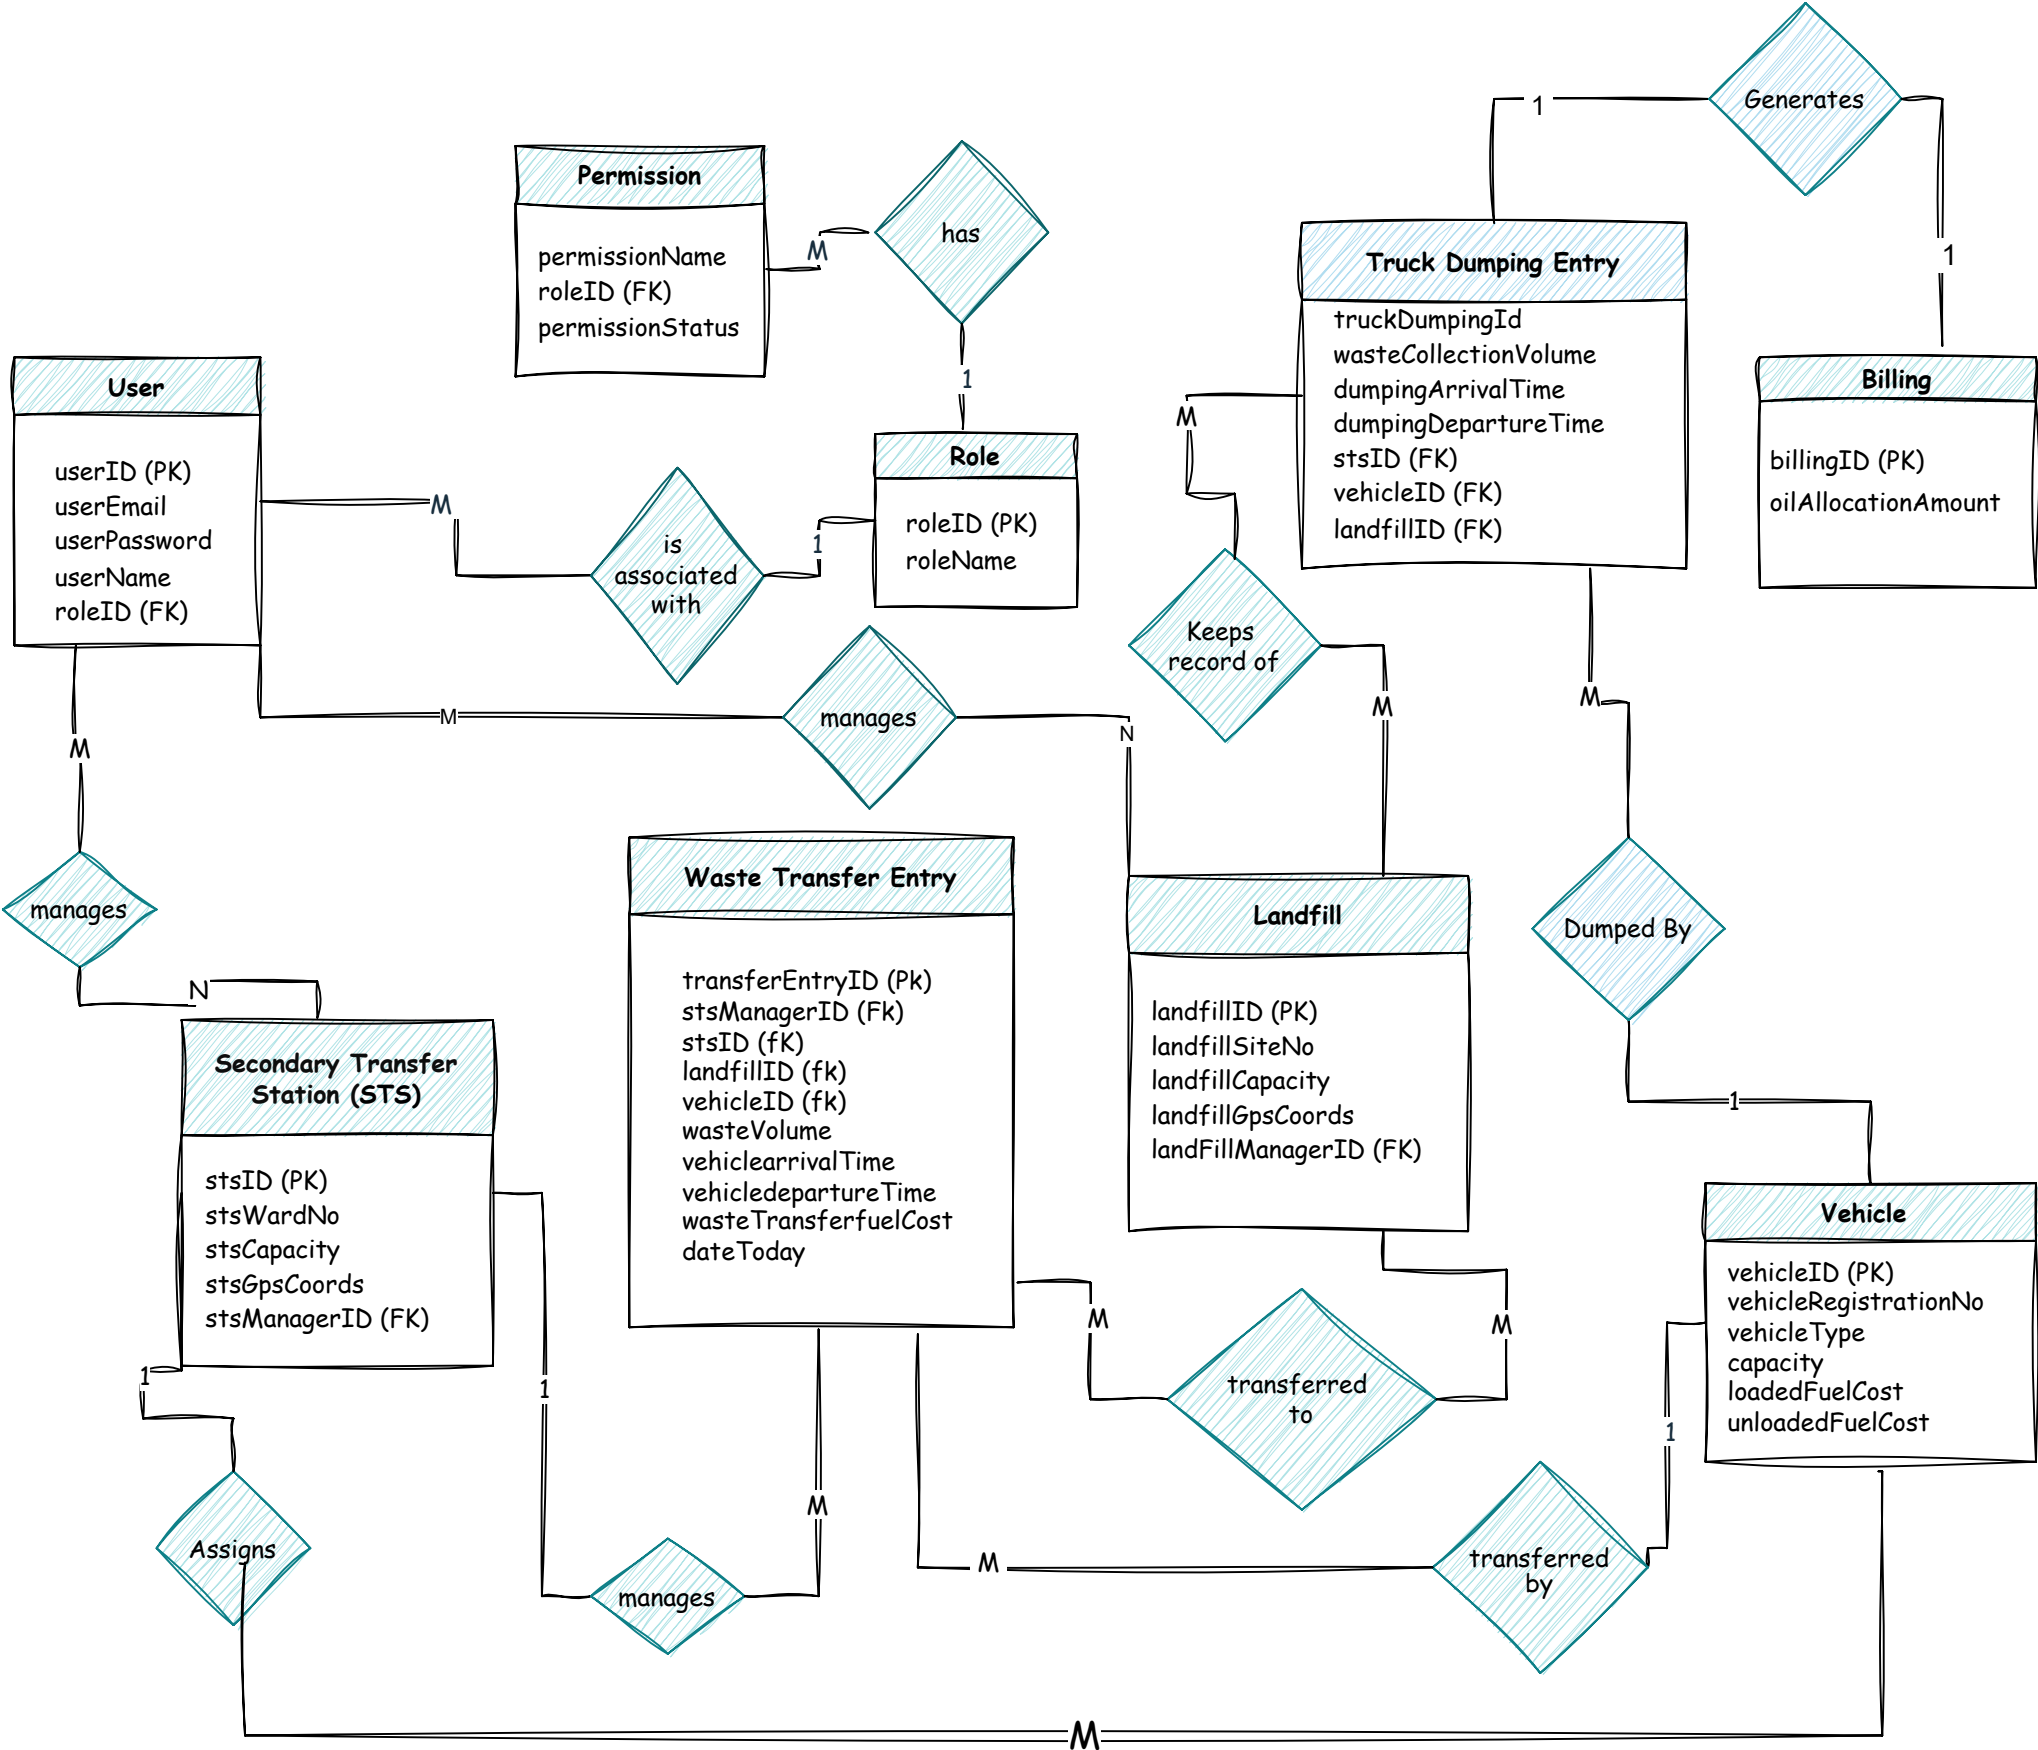 Generates
1
1
Permission
permissionName
roleID (FK)
permissionStatus
M
has
1
Truck Dumping Entry
truckDumpingId
wasteCollectionVolume
dumpingArrivalTime
dumpingDepartureTime
stsID (FK)
vehicleID (FK)
landfillID (FK)
Billing
billingID (PK)
oilAllocationAmount
User
userID (PK)
userEmail
userPassword
userName
roleID (FK)
M
is
associated
with
1
Role
roleID (PK)
roleName
M
Keeps
record of
M
M
M
manages
N
M
manages
N
Waste Transfer Entry
transferEntryID (Pk)
stsManagerID (Fk)
stsID (fK)
landfillID (fk)
vehicleID (fk)
wasteVolume
vehiclearrivalTime
vehicledepartureTime
wasteTransferfuelCost
dateToday
Landfill
landfillID (PK)
landfillSiteNo
landfillCapacity
landfillGpsCoords
landFillManagerID (FK)
Dumped By
1
Secondary Transfer
Station (STS)
stsID (PK)
stsWardNo
stsCapacity
stsGpsCoords
stsManagerID (FK)
Vehicle
vehicleID (PK)
vehicleRegistrationNo
vehicleType
capacity
loadedFuelCost
unloadedFuelCost
M
transferred
to
M
1
1
M
1
Assigns
manages
M
transferred
by
M